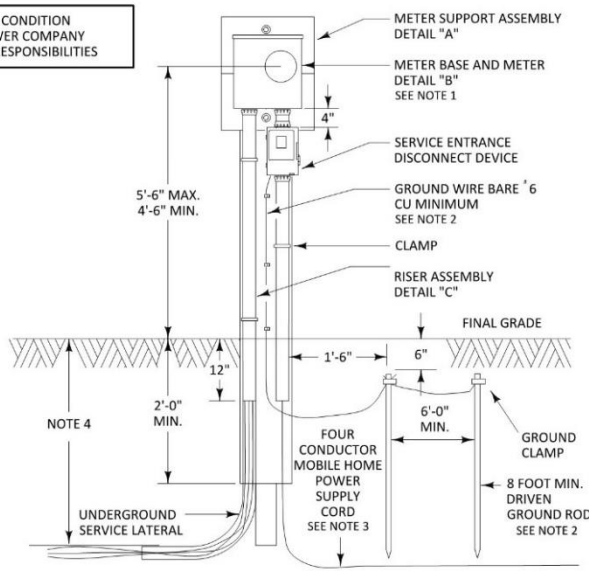 CONDITION
COMPANY
METER SUPPORT ASSEMBLY
DETAIL "A"
METER BASE AND METER
DETAIL "B"
SEE NOTE 1
4"
SERVICE ENTRANCE
DISCONNECT DEVICE
5'-6" MAX.
4'-6" MIN.
GROUND WIRE BARE #6
CU MINIMUM
SEE NOTE 2
CLAMP
RISER ASSEMBLY
DETAIL "C"
FINAL GRADE
12"
1'-6"
6"
NOTE 4
2'-0"
MIN.
6'-0"
MIN.
FOUR
CONDUCTOR
MOBILE HOME
POWER
SUPPLY
CORD
SEE NOTE 3
GROUND
CLAMP
8 FOOT MIN.
DRIVEN
GROUND ROD
SEE NOTE 2
UNDERGROUND
SERVICE LATERAL